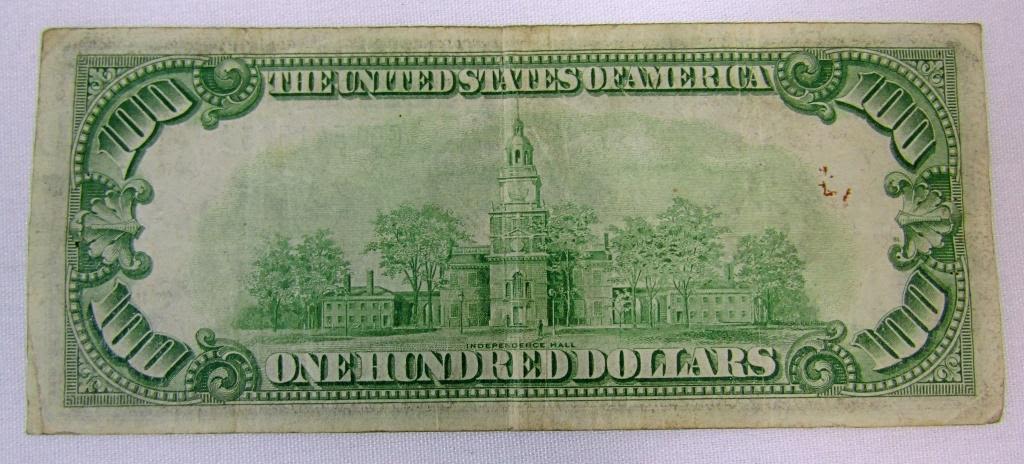 100 THE UNITED STATES OF AMERICA 100
INDEPENDENCE HALL
100 ONE HUNDRED DOLLARS 100